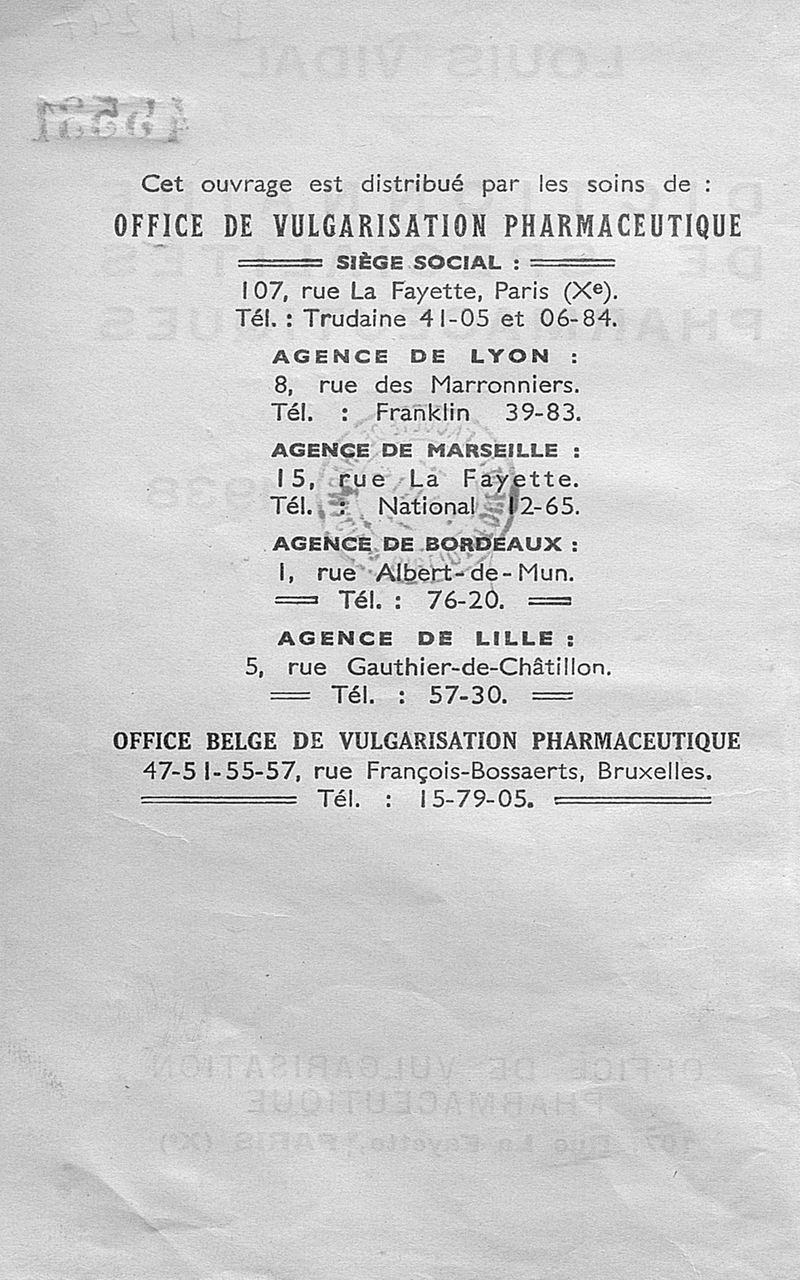 Cet ouvrage est distribué par les soins de :
OFFICE DE VULGARISATION PHARMACEUTIQUE
SIÈGE SOCIAL :
107, rue La Fayette, Paris (Xe).
Tél. : Trudaine 41-05 et 06-84.
AGENCE DE LYON :
8, rue des Marronniers.
Tél. : Franklin 39-83.
AGENCE DE MARSEILLE :
15, rue La Fayette.
Tél. : National 12-65.
AGENCE DE BORDEAUX :
1, rue Albert-de-Mun.
Tél. : 76-20.
AGENCE DE LILLE :
5, rue Gauthier-de-Châtillon.
Tél. : 57-30.
OFFICE BELGE DE VULGARISATION PHARMACEUTIQUE
47-51-55-57, rue François-Bossaerts, Bruxelles.
Tél. : 15-79-05.